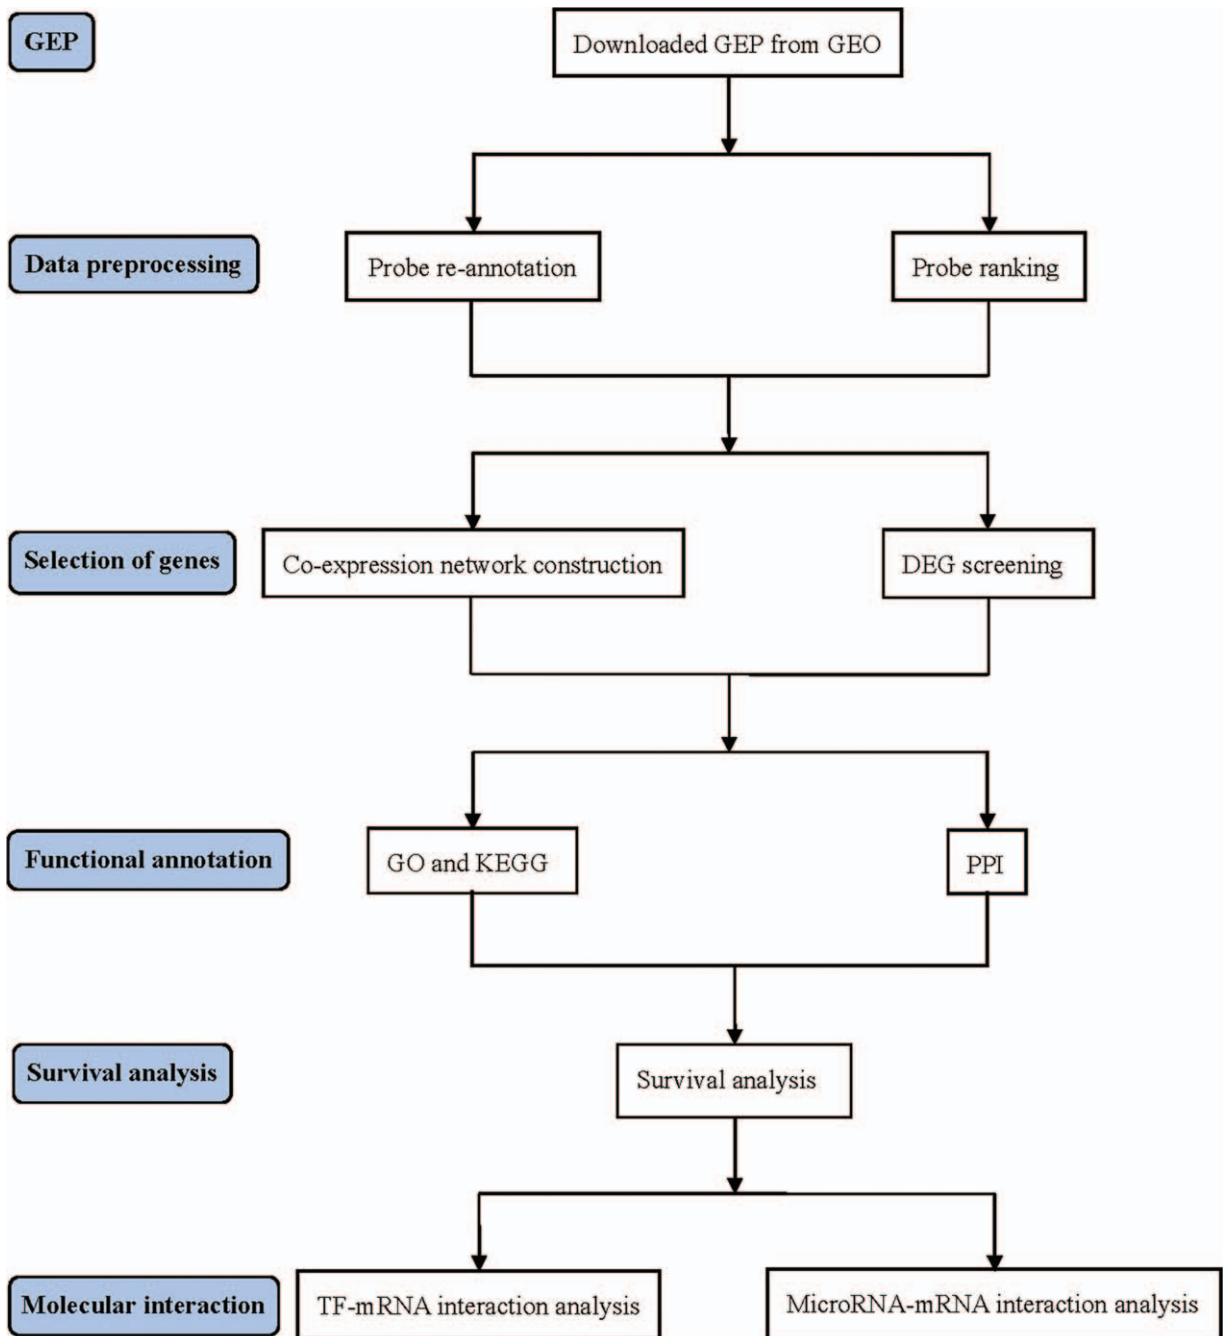 GEP
Downloaded GEP from GEO
Data preprocessing
Probe re-annotation
Probe ranking
Selection of genes
Co-expression network construction
DEG screening
Functional annotation
GO and KEGG
PPI
Survival analysis
Survival analysis
Molecular interaction
TF-mRNA interaction analysis
MicroRNA-mRNA interaction analysis